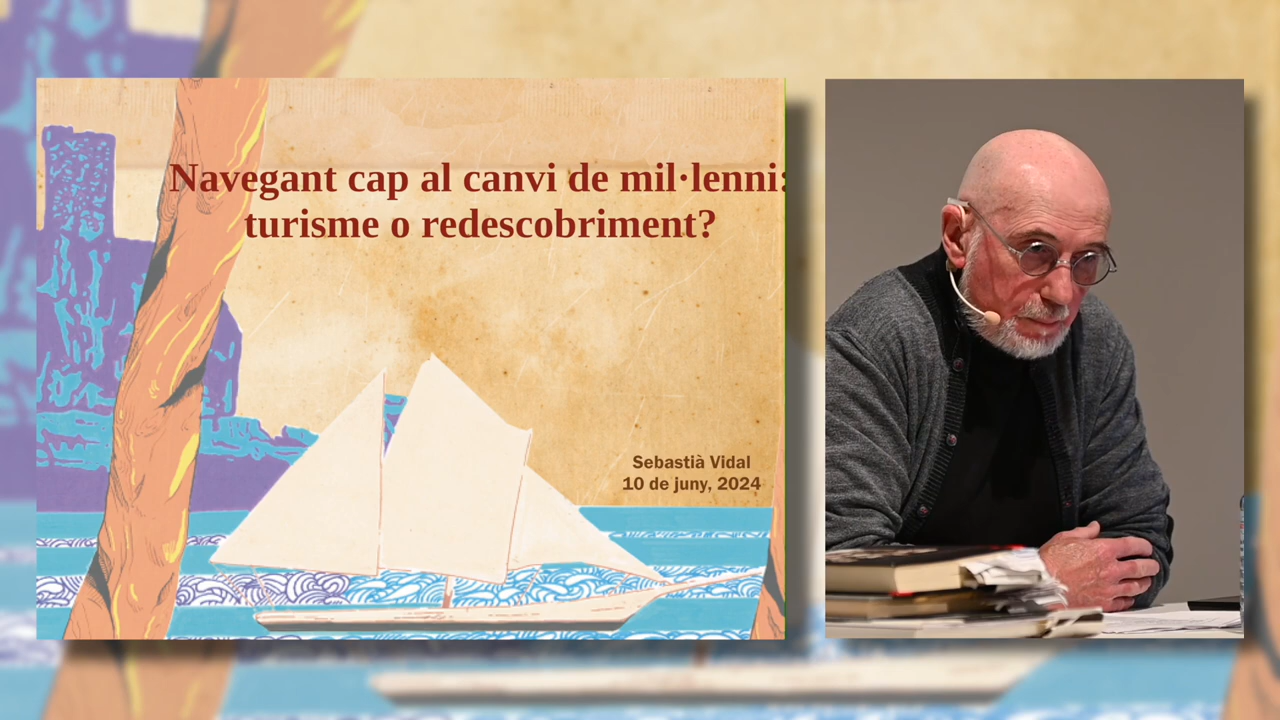 Navegant cap al canvi de mil·lenni:
turisme o redescobriment?
Sebastià Vidal
10 de juny, 2024